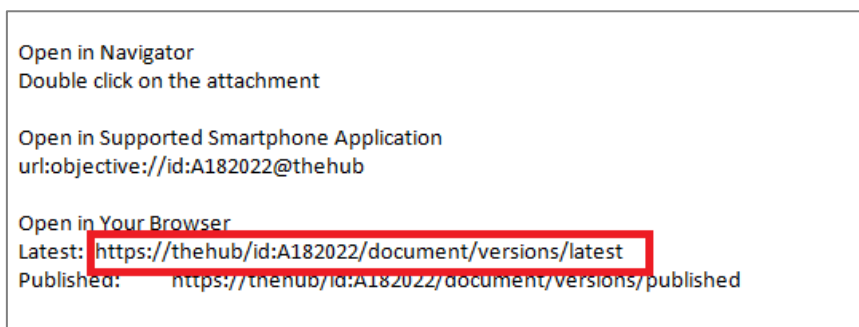 Open in Navigator
Double click on the attachment
Open in Supported Smartphone Application
url:objective://id:A182022@thehub
Open in Your Browser
Latest: https://thehub/id:A182022/document/versions/latest
Published: https://thehub/id:A182022/document/versions/published